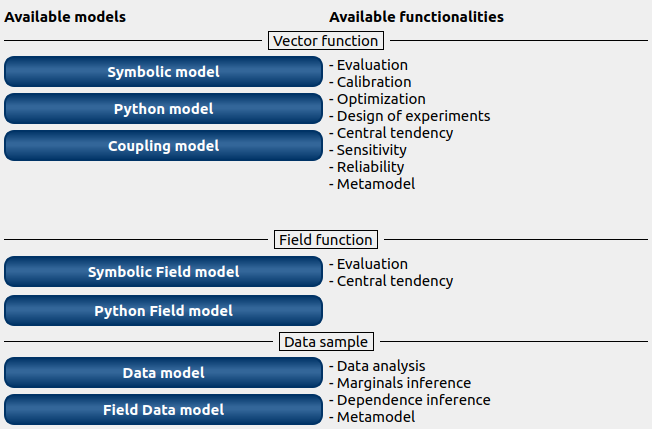 Available models
Available functionalities
Vector function
Symbolic model
Python model
Coupling model
- Evaluation
- Calibration
- Optimization
- Design of experiments
- Central tendency
- Sensitivity
- Reliability
- Metamodel
Field function
Symbolic Field model
Python Field model
- Evaluation
- Central tendency
Data sample
Data model
Field Data model
- Data analysis
- Marginals inference
- Dependence inference
- Metamodel